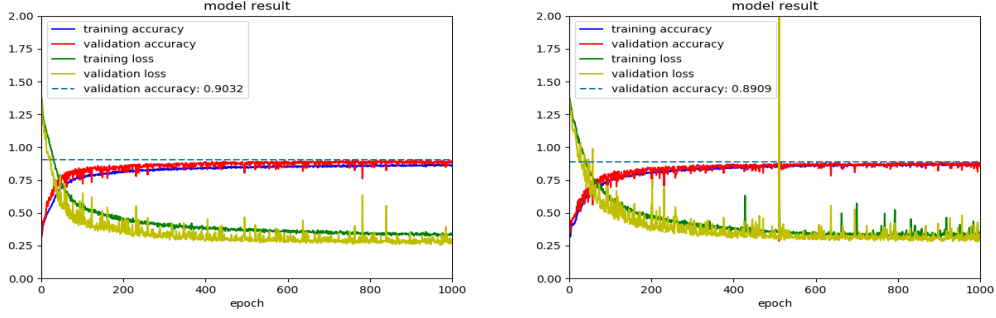 model result
2.00
1.75
1.50
1.25
1.00
0.75
0.50
0.25
0.00
training accuracy
validation accuracy
training loss
validation loss
validation accuracy: 0.9032
0 200 400 600 800 1000
epoch
model result
2.00
1.75
1.50
1.25
1.00
0.75
0.50
0.25
0.00
training accuracy
validation accuracy
training loss
validation loss
validation accuracy: 0.8909
0 200 400 600 800 1000
epoch